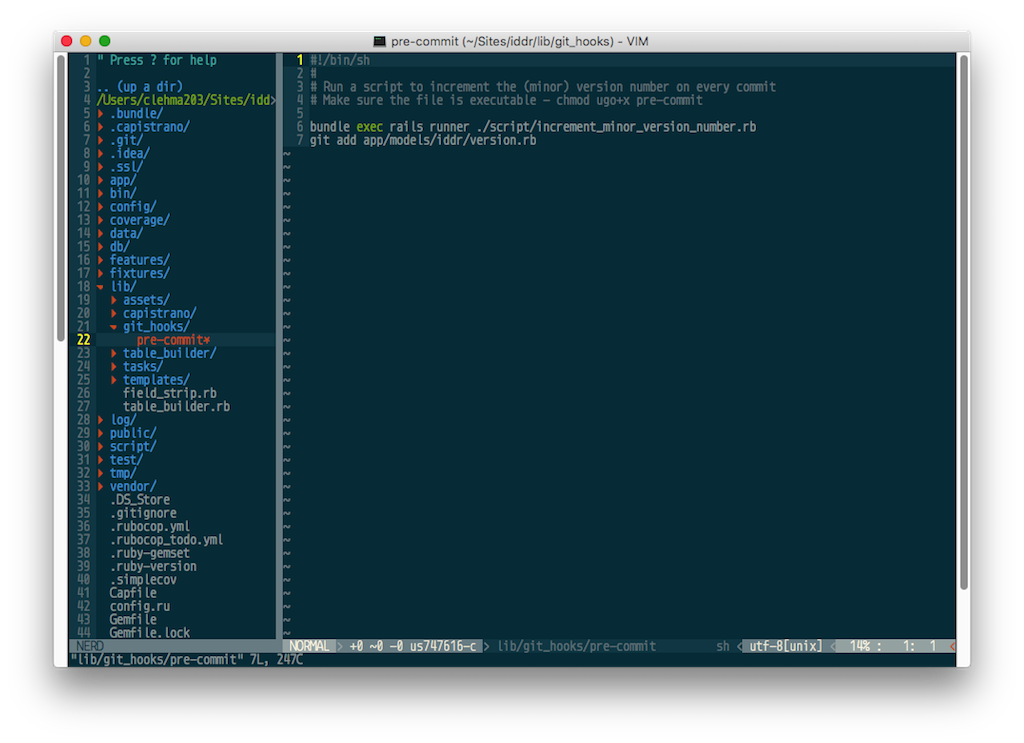 pre-commit (~/Sites/iddr/lib/git_hooks) - VIM
1 " Press ? for help
2
3 .. (up a dir)
4 /Users/clehma203/Sites/idd>
5 ▸ .bundle/
6 ▸ .capistrano/
7 ▸ .git/
8 ▸ .idea/
9 ▸ .ssl/
10 ▸ app/
11 ▸ bin/
12 ▸ config/
13 ▸ coverage/
14 ▸ data/
15 ▸ db/
16 ▸ features/
17 ▸ fixtures/
18 ▾ lib/
19 ▸ assets/
20 ▸ capistrano/
21 ▾ git_hooks/
22 pre-commit*
23 ▸ table_builder/
24 ▸ tasks/
25 ▸ templates/
26 field_strip.rb
27 table_builder.rb
28 ▸ log/
29 ▸ public/
30 ▸ script/
31 ▸ test/
32 ▸ tmp/
33 ▸ vendor/
34 .DS_Store
35 .gitignore
36 .rubocop.yml
37 .rubocop_todo.yml
38 .ruby-gemset
39 .ruby-version
40 .simplecov
41 Capfile
42 config.ru
43 Gemfile
44 Gemfile.lock
NERD
1 #!/bin/sh
2 #
3 # Run a script to increment the (minor) version number on every commit
4 # Make sure the file is executable - chmod ugo+x pre-commit
5
6 bundle exec rails runner ./script/increment_minor_version_number.rb
7 git add app/models/iddr/version.rb
NORMAL > +0 ~0 -0 us747616-c > lib/git_hooks/pre-commit sh < utf-8[unix] < 14% : 1: 1 <
"lib/git_hooks/pre-commit" 7L, 247C